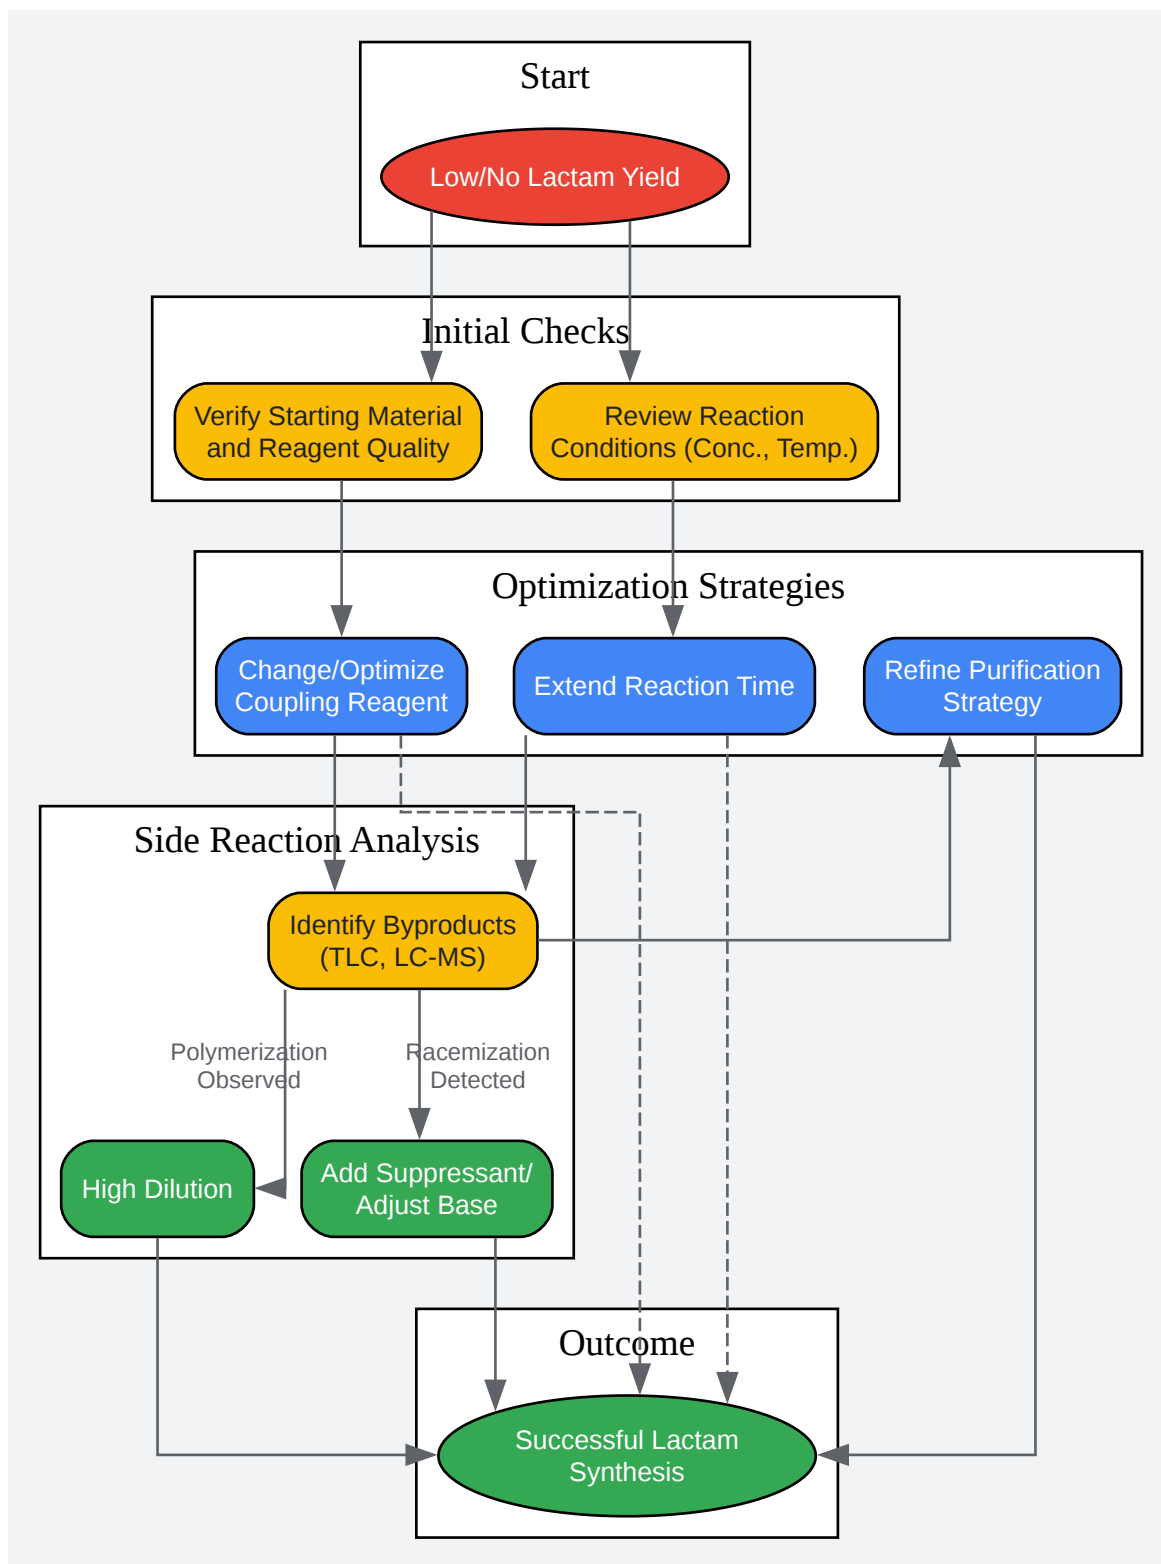 Start
Low/No Lactam Yield
Initial Checks
Verify Starting Material
and Reagent Quality
Review Reaction
Conditions (Conc., Temp.)
Optimization Strategies
Change/Optimize
Coupling Reagent
Extend Reaction Time
Refine Purification
Strategy
Side Reaction Analysis
Identify Byproducts
(TLC, LC-MS)
Polymerization
Observed
Racemization
Detected
High Dilution
Add Suppressant/
Adjust Base
Outcome
Successful Lactam
Synthesis